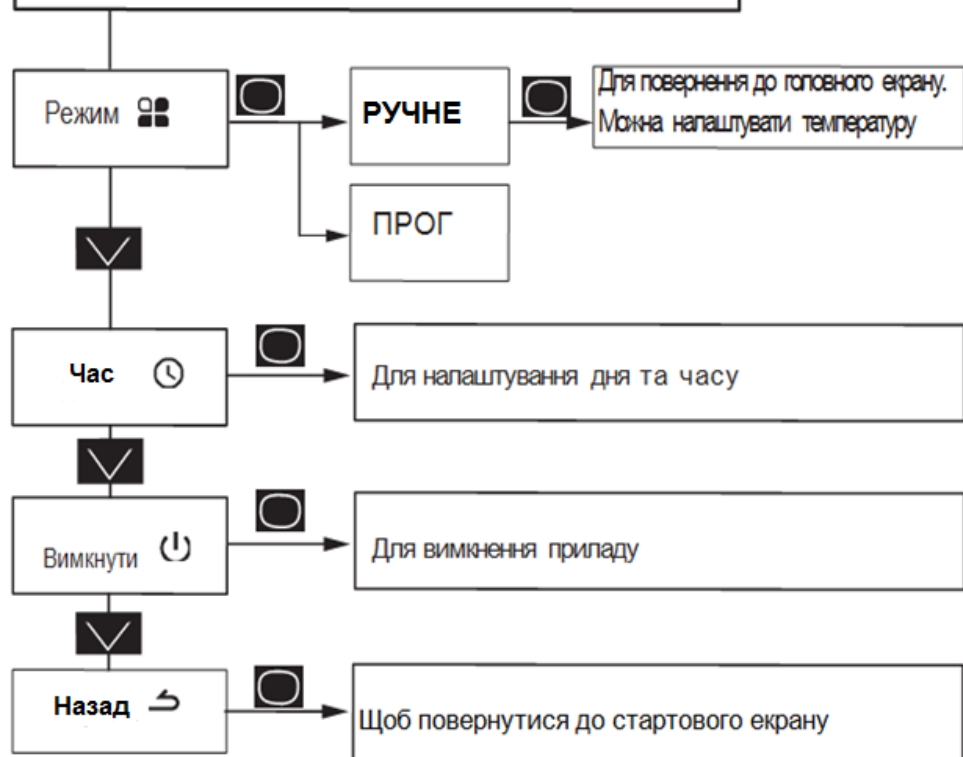 Режим
РУЧНЕ
Для повернення до головного екрану.
Можна налаштувати температуру
ПРОГ
Час
Для налаштування дня та часу
Вимкнути
Для вимкнення приладу
Назад
Щоб повернутися до стартового екрану